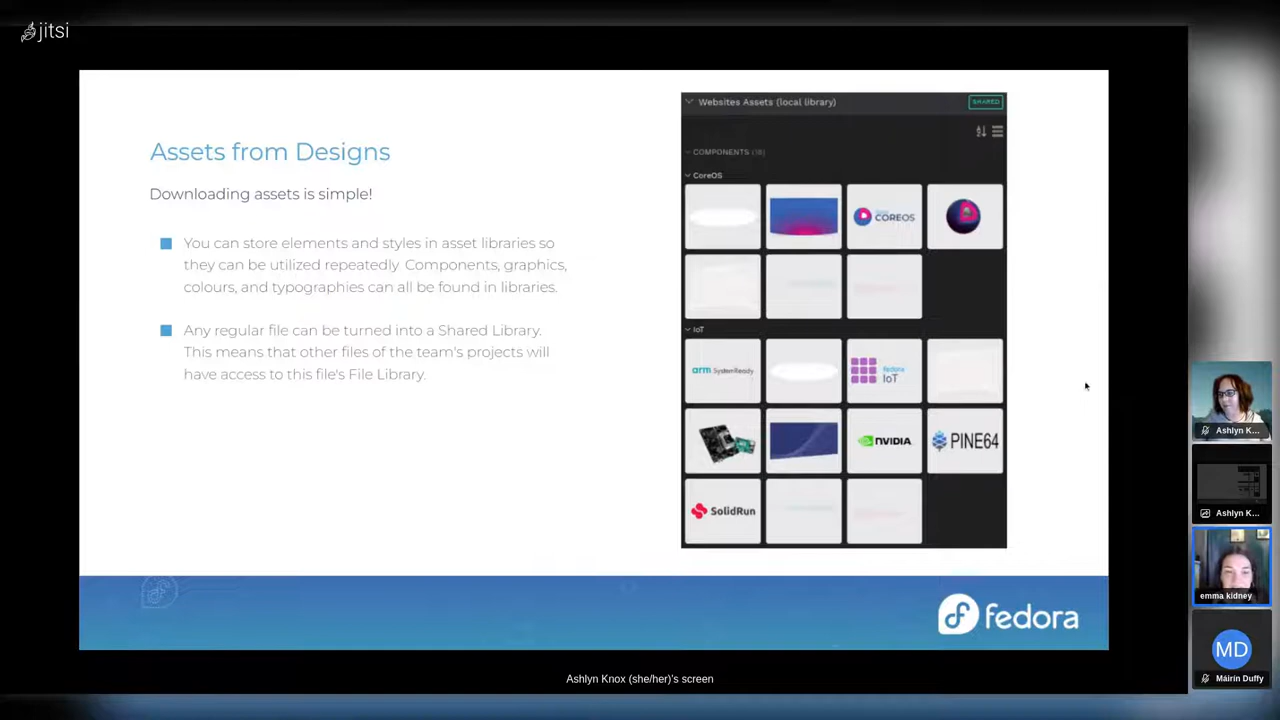 jitsi
Assets from Designs
Downloading assets is simple!
You can store elements and styles in asset libraries so
they can be utilized repeatedly Components, graphics,
colours, and typographies can all be found in libraries.
Any regular file can be turned into a Shared Library.
This means that other files of the team's projects will
have access to this file's File Library.
Websites Assets (local library)
SHARED
COMPONENTS (38)
CoreOS
COREOS
IoT
arm SystemReady
fedora
IoT
NVIDIA
PINE64
SolidRun
fedora
Ashlyn K...
Ashlyn K...
emma kidney
MD
Máirín Duffy
Ashlyn Knox (she/her)'s screen